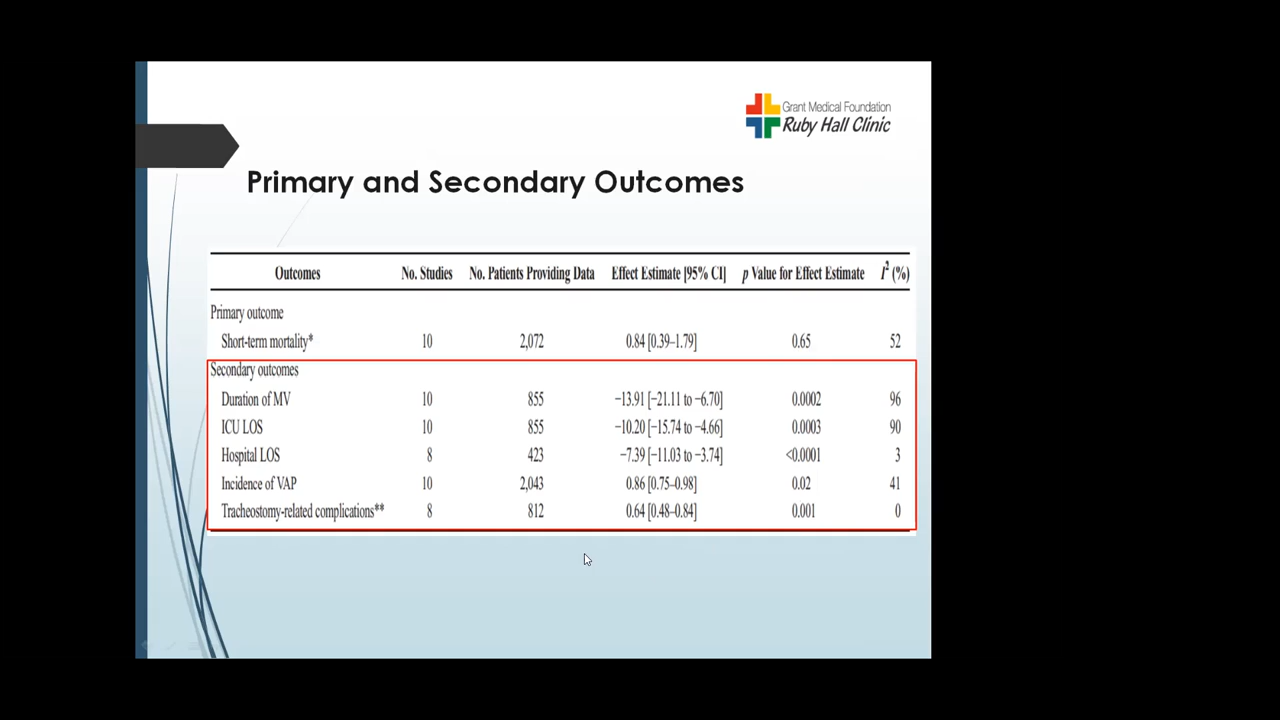 Grant Medical Foundation
Ruby Hall Clinic
Primary and Secondary Outcomes
Outcomes No. Studies No. Patients Providing Data Effect Estimate [95% CI] p Value for Effect Estimate I² (%)
Primary outcome
Short-term mortality* 10 2,072 0.84 [0.39–1.79] 0.65 52
Secondary outcomes
Duration of MV 10 855 −13.91 [−21.11 to −6.70] 0.0002 96
ICU LOS 10 855 −10.20 [−15.74 to −4.66] 0.0003 90
Hospital LOS 8 423 −7.39 [−11.03 to −3.74] <0.0001 3
Incidence of VAP 10 2,043 0.86 [0.75–0.98] 0.02 41
Tracheostomy-related complications** 8 812 0.64 [0.48–0.84] 0.001 0